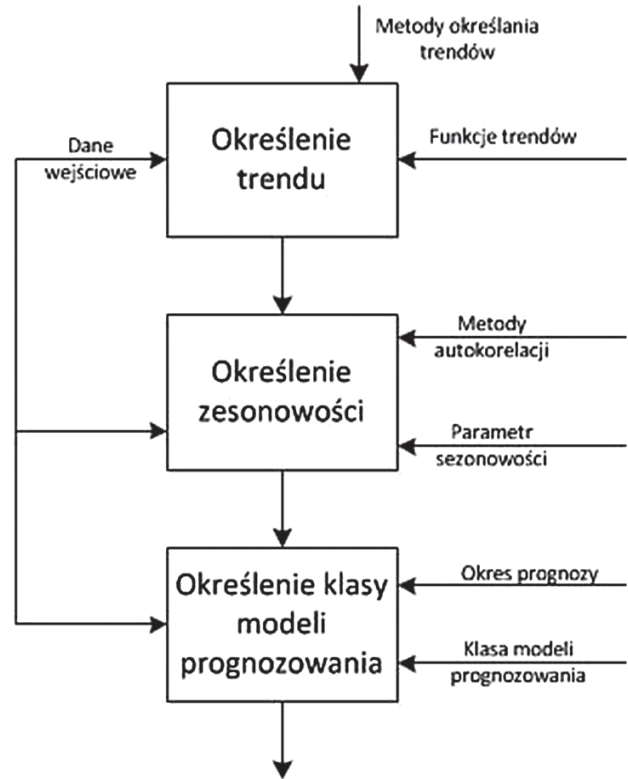 Metody określania
trendów
Dane
wejściowe
Określenie
trendu
Funkcje trendów
Określenie
zesonowości
Metody
autokorelacji
Parametr
sezonowości
Określenie klasy
modeli
prognozowania
Okres prognozy
Klasa modeli
prognozowania